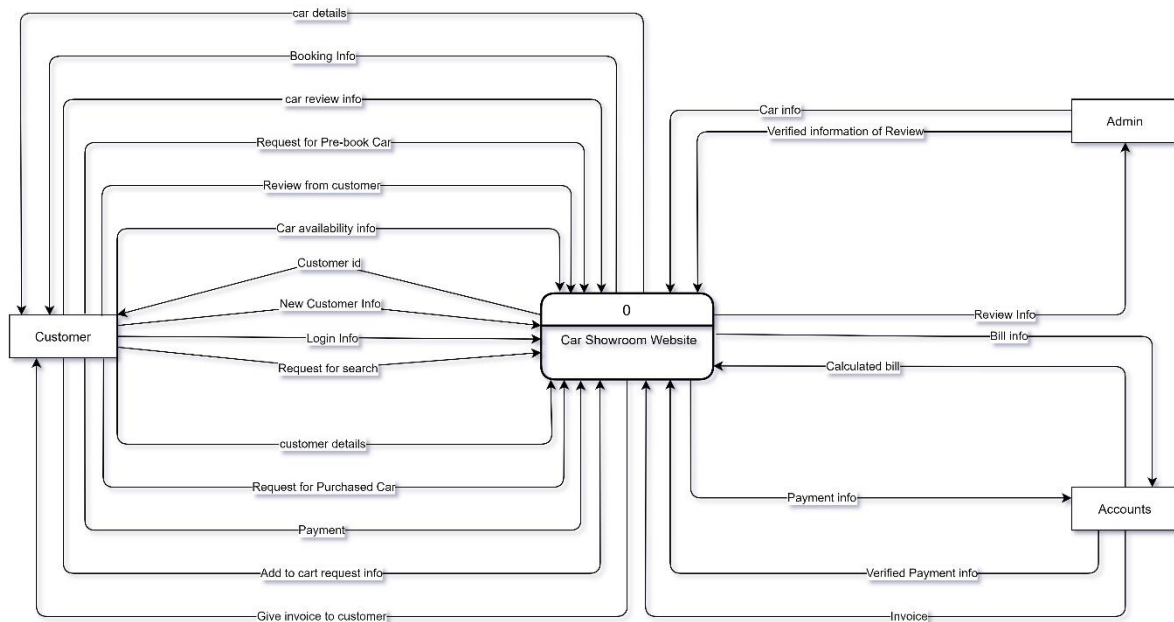 car details
Booking Info
car review info
Car info
Admin
Verified information of Review
Request for Pre-book Car
Review from customer
Car availability info
Customer id
New Customer Info
0
Review Info
Customer
Login Info
Car Showroom Website
Bill info
Request for search
Calculated bill
customer details
Request for Purchased Car
Payment info
Accounts
Payment
Add to cart request info
Verified Payment info
Give invoice to customer
Invoice